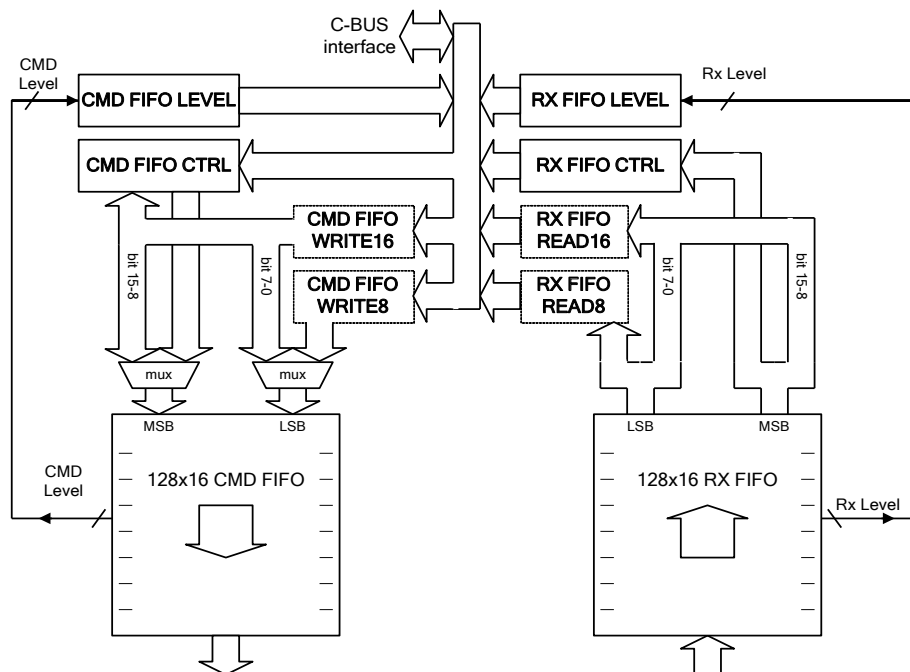 C-BUS
interface
CMD
Level
CMD FIFO LEVEL
RX FIFO LEVEL
Rx Level
CMD FIFO CTRL
RX FIFO CTRL
CMD FIFO
WRITE16
RX FIFO
READ16
bit 15-8
bit 7-0
CMD FIFO
WRITE8
RX FIFO
READ8
bit 7-0
bit 15-8
mux
mux
MSB
LSB
LSB
MSB
CMD
Level
128x16 CMD FIFO
128x16 RX FIFO
Rx Level